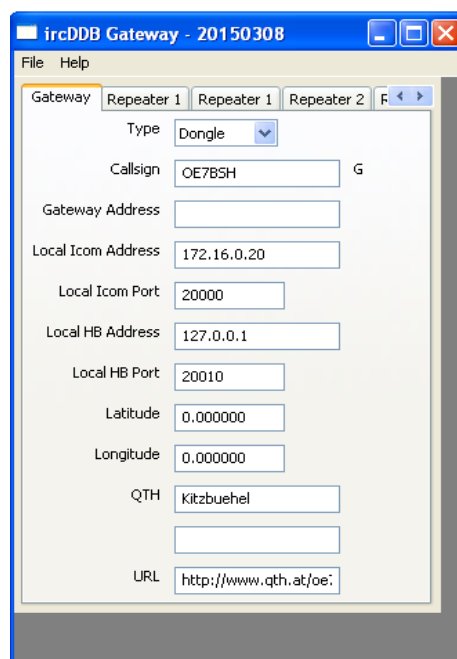 ircDDB Gateway - 20150308
File Help
Gateway Repeater 1 Repeater 1 Repeater 2
Type Dongle
Callsign OE7BSH G
Gateway Address
Local Icom Address 172.16.0.20
Local Icom Port 20000
Local HB Address 127.0.0.1
Local HB Port 20010
Latitude 0.000000
Longitude 0.000000
QTH Kitzbuehel
URL http://www.qth.at/oe7